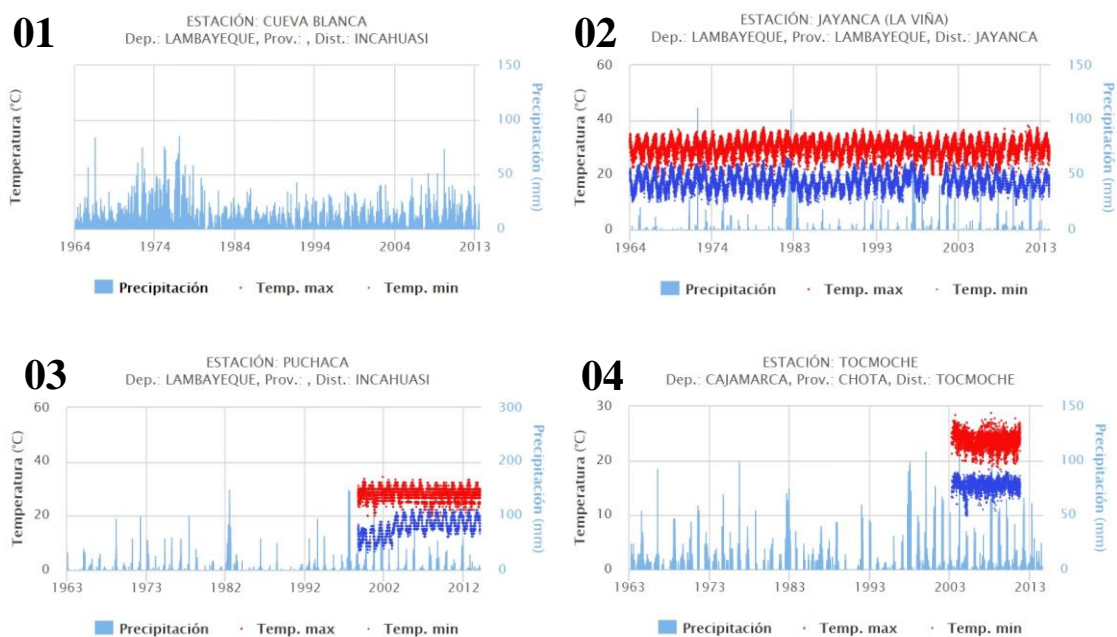 01
ESTACIÓN: CUEVA BLANCA
Dep.: LAMBAYEQUE, Prov.: , Dist.: INCAHUASI
Temperatura (°C)
150
100
50
0
Precipitación (mm)
1964 1974 1984 1994 2004 2013
Precipitación Temp. max Temp. min
02
ESTACIÓN: JAYANCA (LA VIÑA)
Dep.: LAMBAYEQUE, Prov.: LAMBAYEQUE, Dist.: JAYANCA
Temperatura (°C)
60
40
20
0
150
100
50
0
Precipitación (mm)
1964 1974 1983 1993 2003 2013
Precipitación Temp. max Temp. min
03
ESTACIÓN: PUCHACA
Dep.: LAMBAYEQUE, Prov.: , Dist.: INCAHUASI
Temperatura (°C)
60
40
20
0
300
200
100
0
Precipitación (mm)
1963 1972 1982 1992 2002 2012
Precipitación Temp. max Temp. min
04
ESTACIÓN: TOCMOCHE
Dep.: CAJAMARCA, Prov.: CHOTA, Dist.: TOCMOCHE
Temperatura (°C)
30
20
10
0
150
100
50
0
Precipitación (mm)
1963 1973 1983 1993 2003 2013
Precipitación Temp. max Temp. min